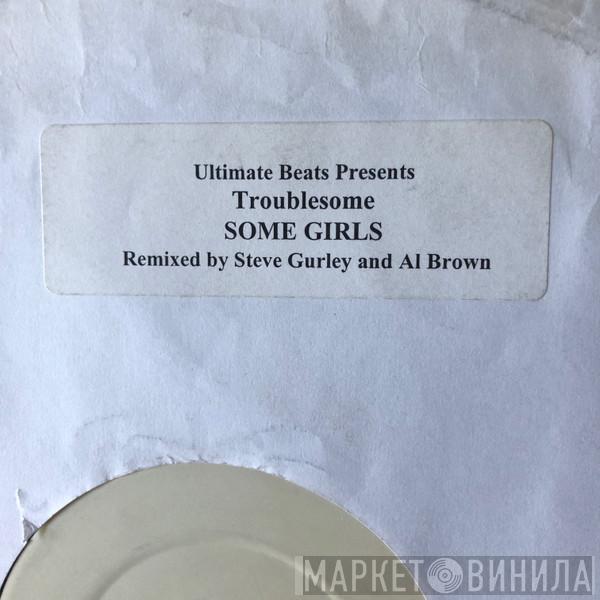 Ultimate Beats Presents
Troublesome
SOME GIRLS
Remixed by Steve Gurley and Al Brown
МАРКЕТ ВИНИЛА